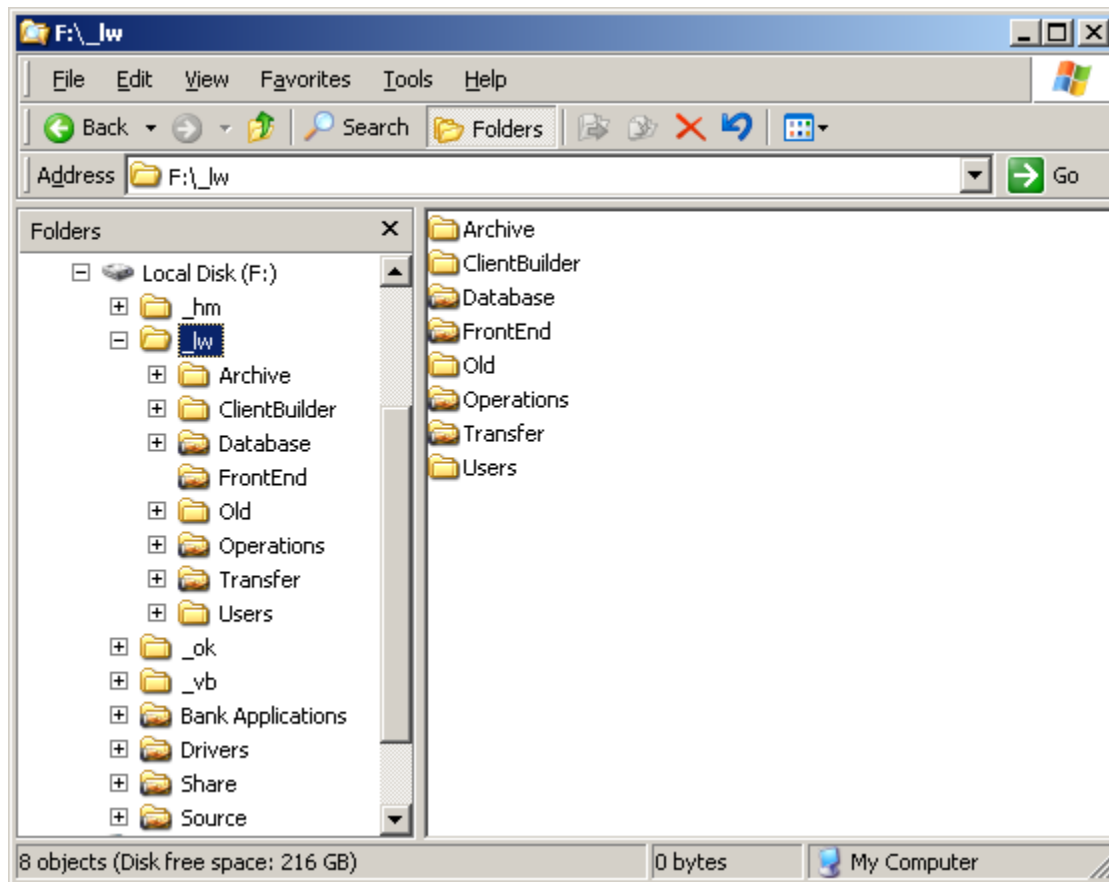 F:\_lw
File Edit View Favorites Tools Help
Back Search Folders
Address F:\_lw Go
Folders
Local Disk (F:)
_hm
_lw
Archive
ClientBuilder
Database
FrontEnd
Old
Operations
Transfer
Users
_ok
_vb
Bank Applications
Drivers
Share
Source
Archive
ClientBuilder
Database
FrontEnd
Old
Operations
Transfer
Users
8 objects (Disk free space: 216 GB) 0 bytes My Computer